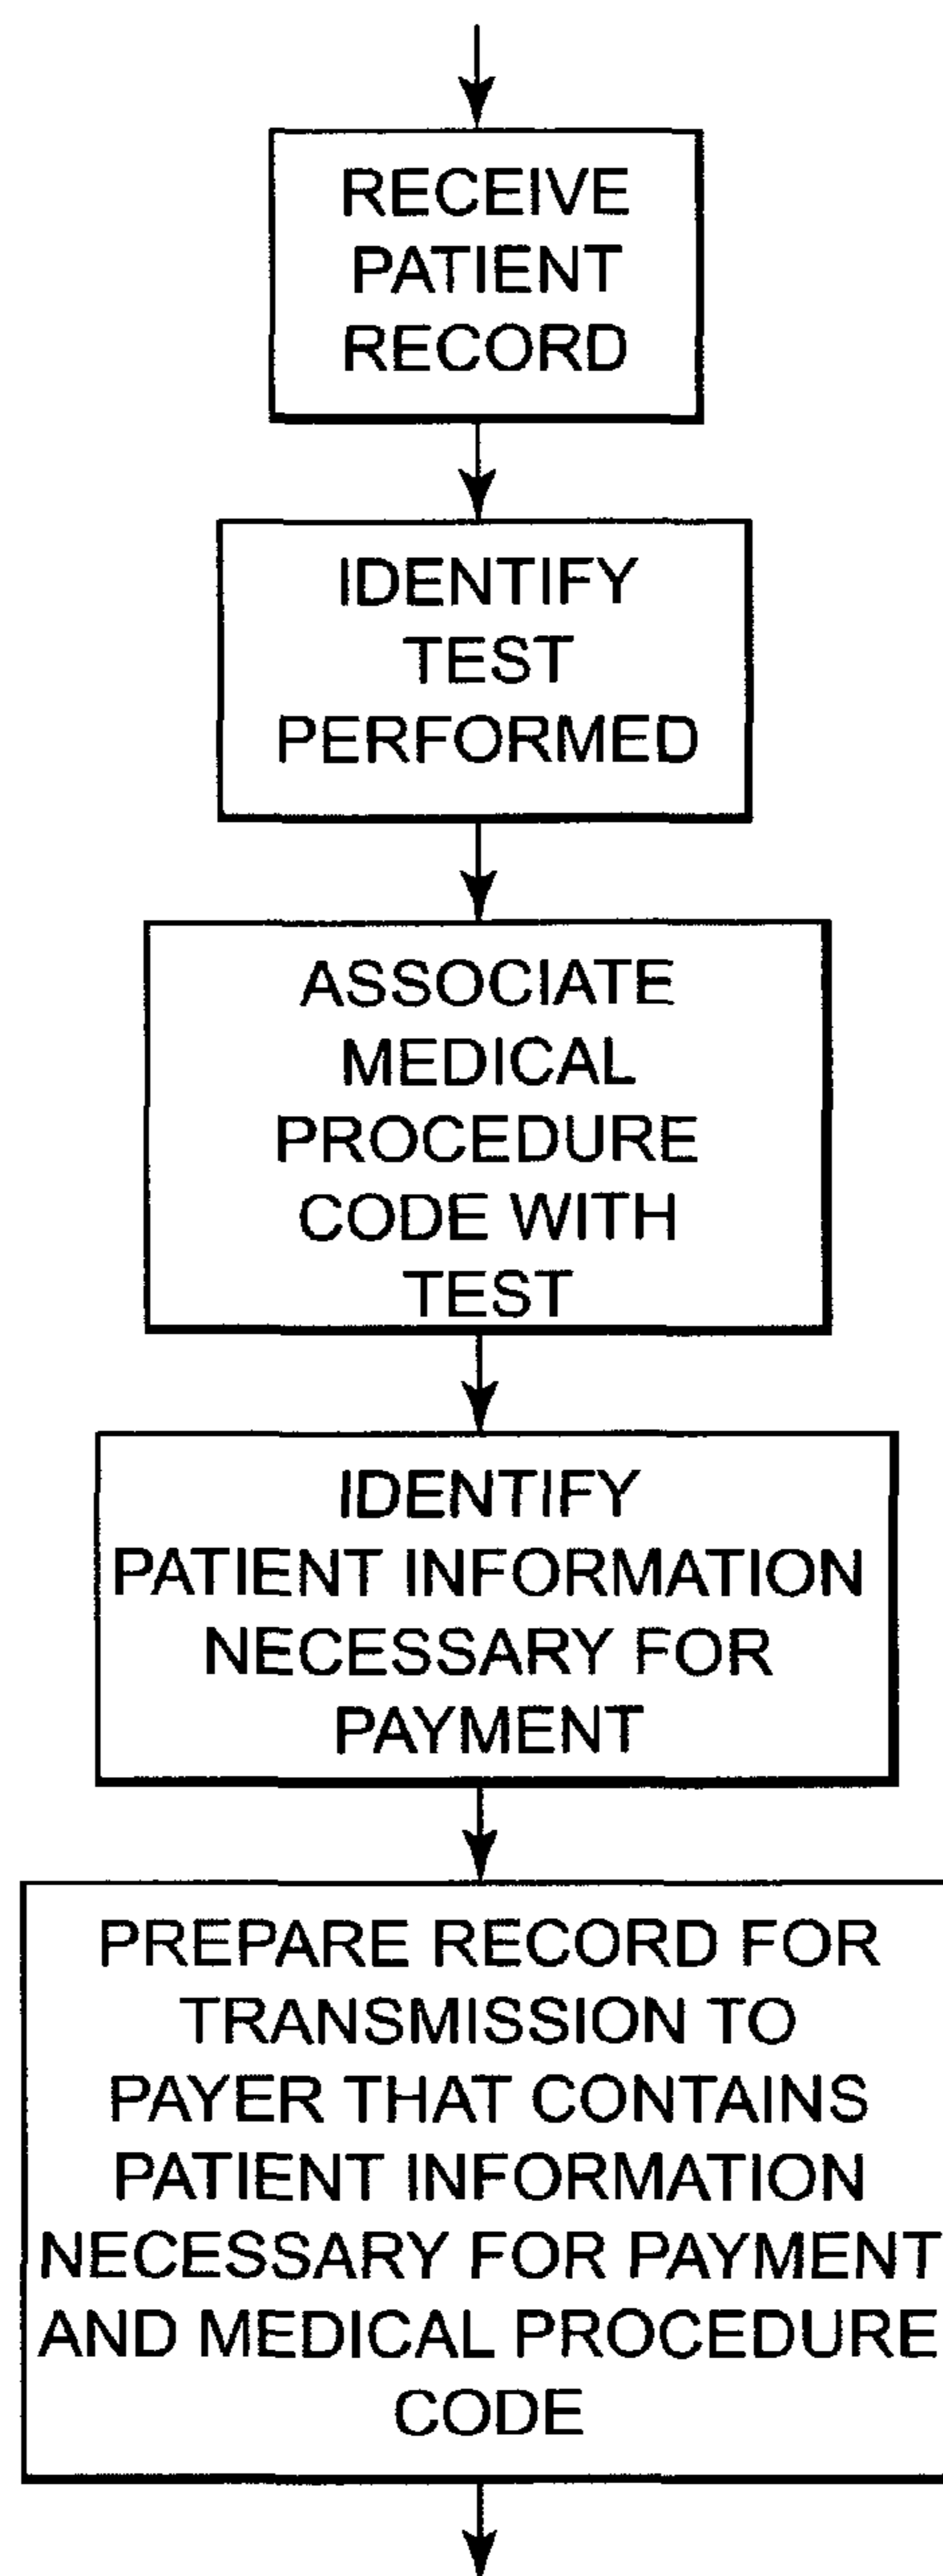 RECEIVE
PATIENT
RECORD
IDENTIFY
TEST
PERFORMED
ASSOCIATE
MEDICAL
PROCEDURE
CODE WITH
TEST
IDENTIFY
PATIENT INFORMATION
NECESSARY FOR
PAYMENT
PREPARE RECORD FOR
TRANSMISSION TO
PAYER THAT CONTAINS
PATIENT INFORMATION
NECESSARY FOR PAYMENT
AND MEDICAL PROCEDURE
CODE